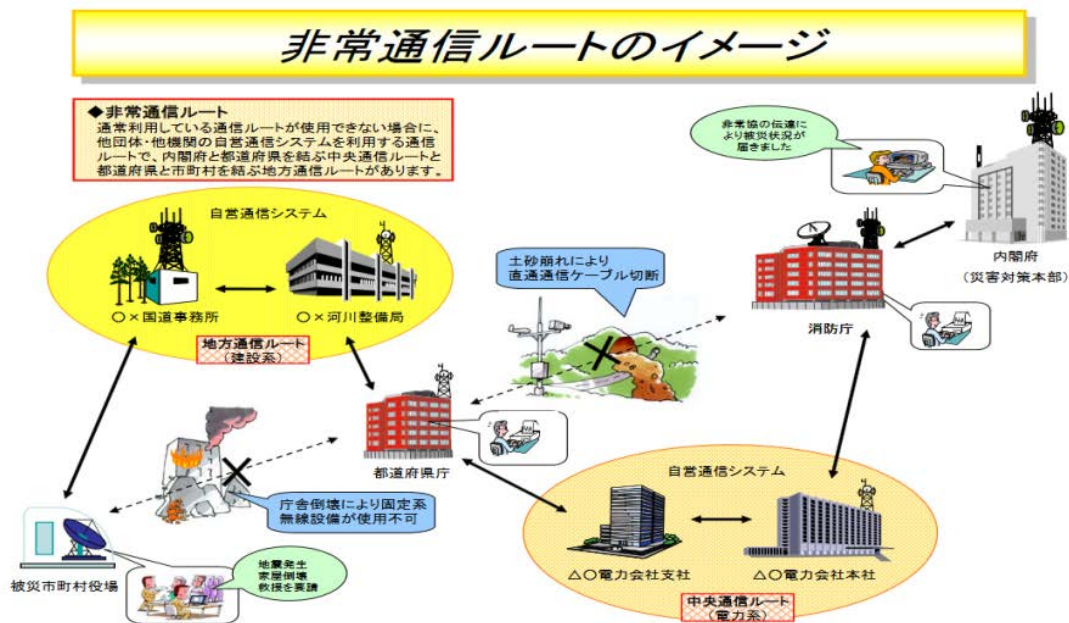 非常通信ルートのイメージ
◆非常通信ルート
通常利用している通信ルートが使用できない場合に、
他団体・他機関の自営通信システムを利用する通信
ルートで、内閣府と都道府県を結ぶ中央通信ルートと
都道府県と市町村を結ぶ地方通信ルートがあります。
非常協の伝達に
より被災状況が
届きました
内閣府
(災害対策本部)
自営通信システム
〇×国道事務所
〇×河川整備局
地方通信ルート
(建設系)
土砂崩れにより
直通通信ケーブル切断
消防庁
都道府県庁
庁舎倒壊により固定系
無線設備が使用不可
被災市町村役場
地震発生
家屋倒壊
救援を要請
自営通信システム
△〇電力会社支社
△〇電力会社本社
中央通信ルート
(電力系)